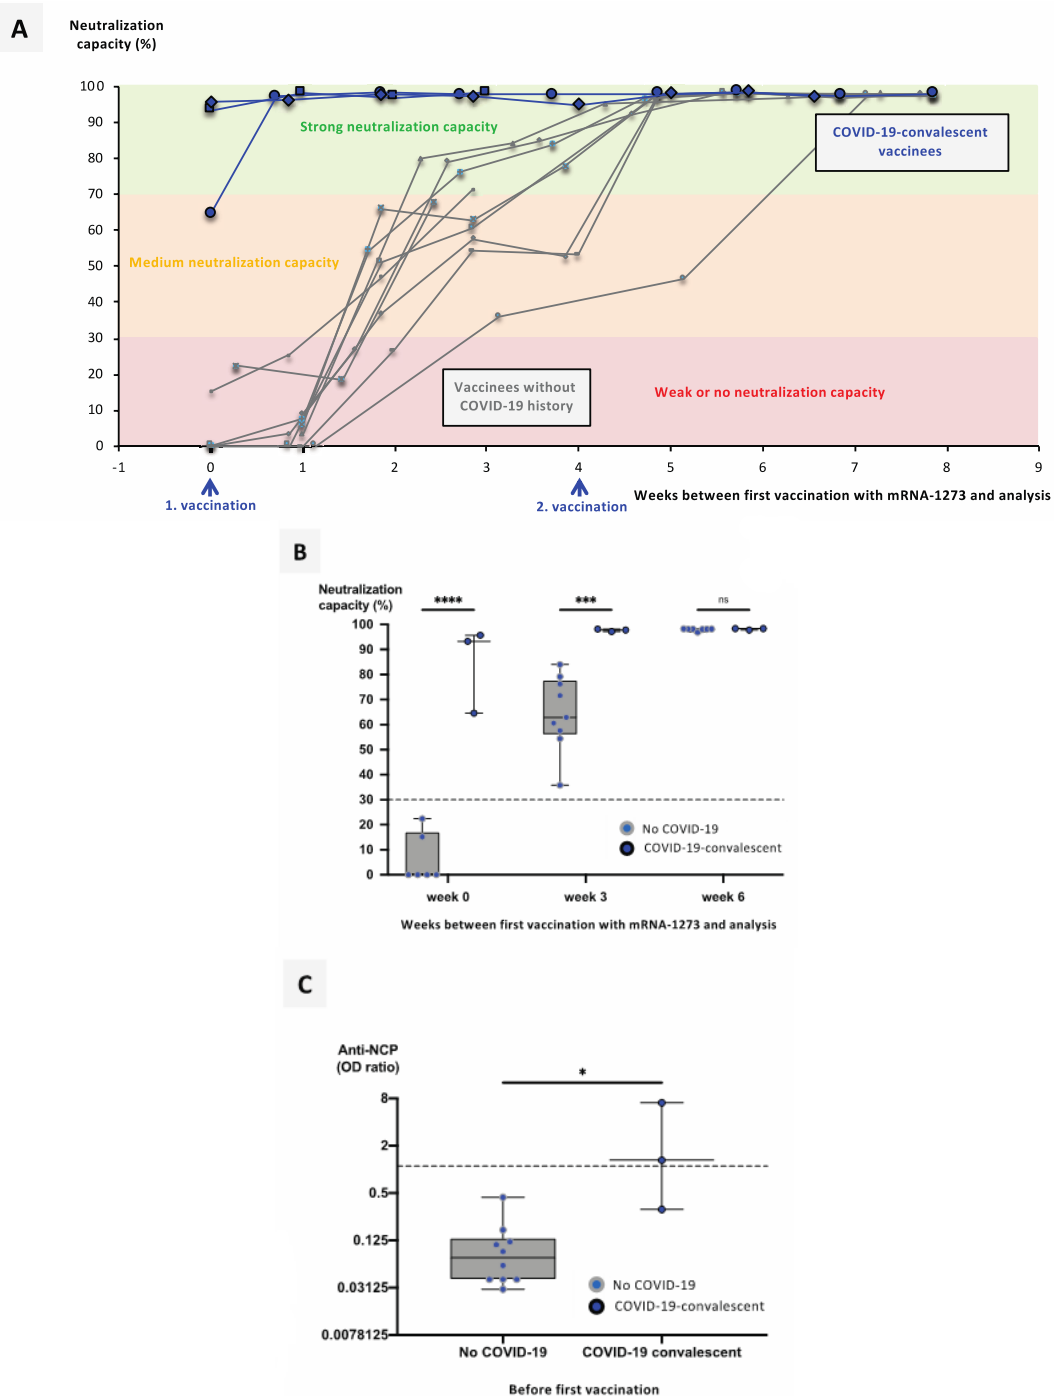 A
Neutralization
capacity (%)
100
90
80
70
60
50
40
30
20
10
0
Strong neutralization capacity
COVID-19-convalescent
vaccinees
Medium neutralization capacity
Vaccinees without
COVID-19 history
Weak or no neutralization capacity
-1 0 1 2 3 4 5 6 7 8 9
1. vaccination
2. vaccination
Weeks between first vaccination with mRNA-1273 and analysis
B
Neutralization
capacity (%)
**** *** ns
100
90
80
70
60
50
40
30
20
10
0
No COVID-19
COVID-19-convalescent
week 0 week 3 week 6
Weeks between first vaccination with mRNA-1273 and analysis
C
Anti-NCP
(OD ratio)
*
8
2
0.5
0.125
0.03125
0.0078125
No COVID-19
COVID-19-convalescent
No COVID-19 COVID-19 convalescent
Before first vaccination